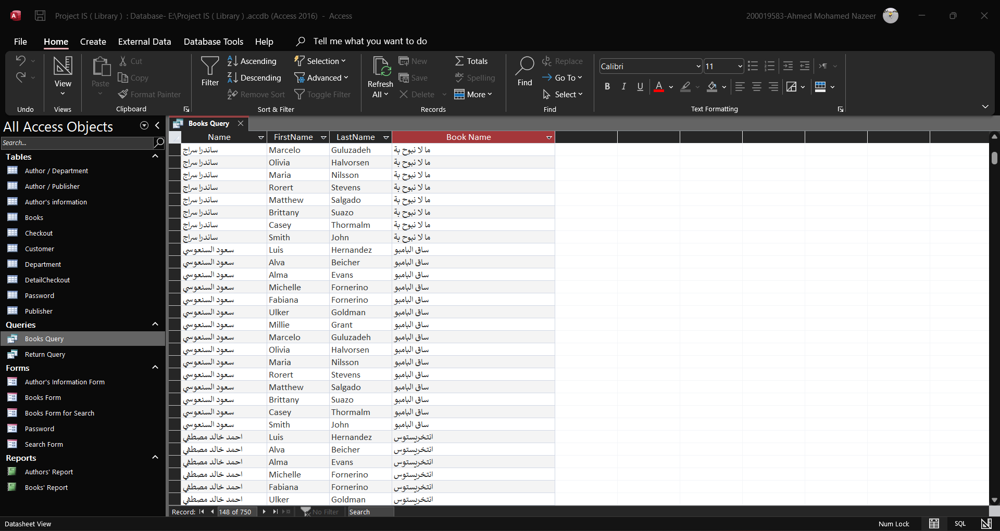 Project IS ( Library ) : Database- E:\Project IS ( Library ) .accdb (Access 2016) - Access
200019583-Ahmed Mohamed Nazeer
File Home Create External Data Database Tools Help Tell me what you want to do
Undo
View
Views
Paste
Cut
Copy
Format Painter
Clipboard
Filter
Ascending
Descending
Remove Sort
Selection
Advanced
Toggle Filter
Sort & Filter
Refresh
All
New
Save
Delete
Totals
Spelling
More
Records
Find
Replace
Go To
Select
Find
Calibri
11
B I U
Text Formatting
All Access Objects
Search...
Tables
Author / Department
Author / Publisher
Author's information
Books
Checkout
Customer
Department
DetailCheckout
Password
Publisher
Queries
Books Query
Return Query
Forms
Author's Information Form
Books Form
Books Form for Search
Password
Search Form
Reports
Authors' Report
Books' Report
Books Query
Name FirstName LastName Book Name
ساندرا سراج Marcelo Guluzadeh ما لا نبوح بة
ساندرا سراج Olivia Halvorsen ما لا نبوح بة
ساندرا سراج Maria Nilsson ما لا نبوح بة
ساندرا سراج Rorert Stevens ما لا نبوح بة
ساندرا سراج Matthew Salgado ما لا نبوح بة
ساندرا سراج Brittany Suazo ما لا نبوح بة
ساندرا سراج Casey Thormalm ما لا نبوح بة
ساندرا سراج Smith John ما لا نبوح بة
سعود السنعوسي Luis Hernandez ساق البامبو
سعود السنعوسي Alva Beicher ساق البامبو
سعود السنعوسي Alma Evans ساق البامبو
سعود السنعوسي Michelle Fornerino ساق البامبو
سعود السنعوسي Fabiana Fornerino ساق البامبو
سعود السنعوسي Ulker Goldman ساق البامبو
سعود السنعوسي Millie Grant ساق البامبو
سعود السنعوسي Marcelo Guluzadeh ساق البامبو
سعود السنعوسي Olivia Halvorsen ساق البامبو
سعود السنعوسي Maria Nilsson ساق البامبو
سعود السنعوسي Rorert Stevens ساق البامبو
سعود السنعوسي Matthew Salgado ساق البامبو
سعود السنعوسي Brittany Suazo ساق البامبو
سعود السنعوسي Casey Thormalm ساق البامبو
سعود السنعوسي Smith John ساق البامبو
احمد خالد مصطفي Luis Hernandez انتخريستوس
احمد خالد مصطفي Alva Beicher انتخريستوس
احمد خالد مصطفي Alma Evans انتخريستوس
احمد خالد مصطفي Michelle Fornerino انتخريستوس
احمد خالد مصطفي Fabiana Fornerino انتخريستوس
احمد خالد مصطفي Ulker Goldman انتخريستوس
Record: 148 of 750 No Filter Search
Datasheet View
Num Lock
SQL